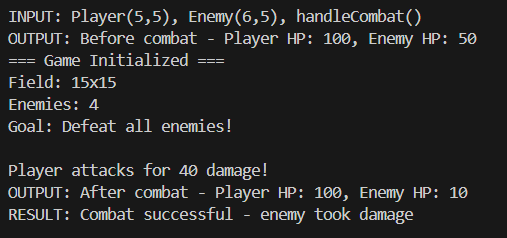 INPUT: Player(5,5), Enemy(6,5), handleCombat()
OUTPUT: Before combat - Player HP: 100, Enemy HP: 50
=== Game Initialized ===
Field: 15x15
Enemies: 4
Goal: Defeat all enemies!

Player attacks for 40 damage!
OUTPUT: After combat - Player HP: 100, Enemy HP: 10
RESULT: Combat successful - enemy took damage